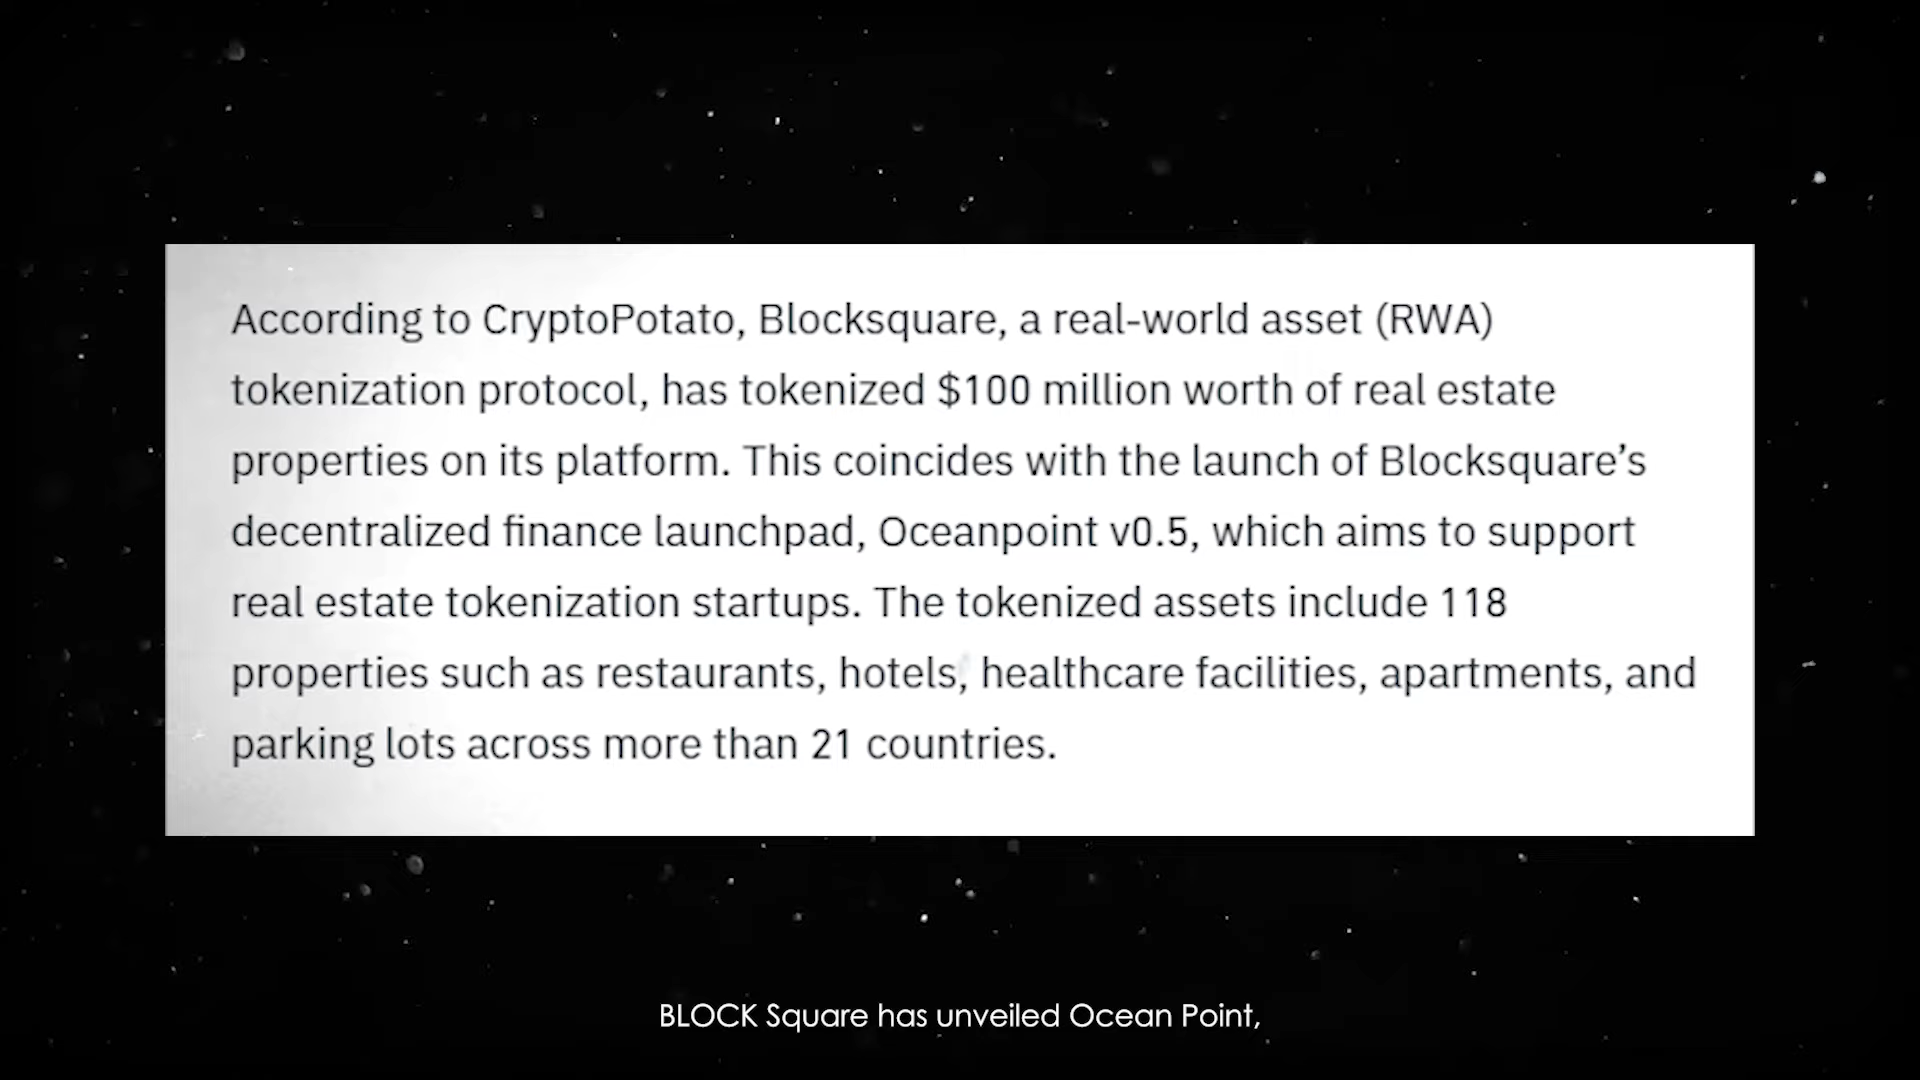 According to CryptoPotato, Blocksquare, a real-world asset (RWA)
tokenization protocol, has tokenized $100 million worth of real estate
properties on its platform. This coincides with the launch of Blocksquare’s
decentralized finance launchpad, Oceanpoint v0.5, which aims to support
real estate tokenization startups. The tokenized assets include 118
properties such as restaurants, hotels, healthcare facilities, apartments, and
parking lots across more than 21 countries.
BLOCK Square has unveiled Ocean Point,